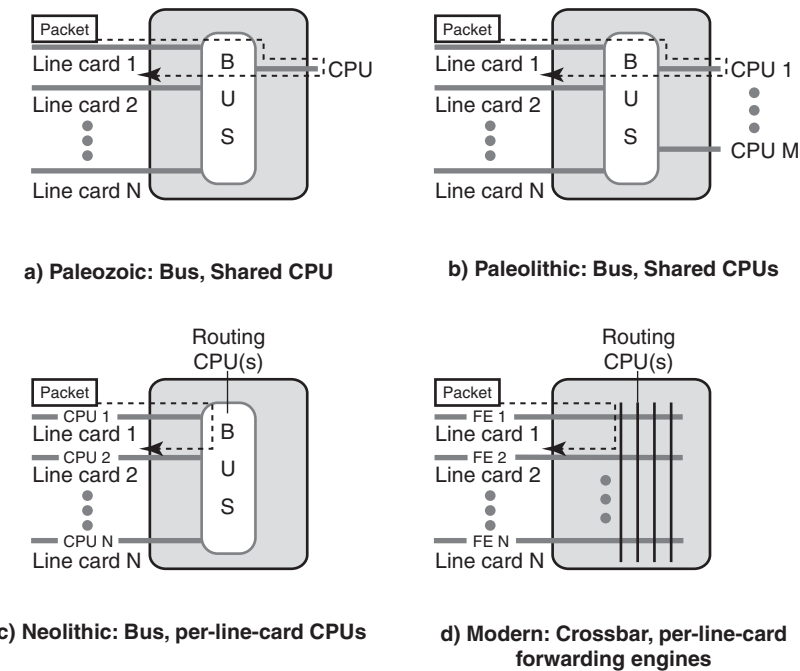 Packet
Line card 1
Line card 2
Line card N
B
U
S
CPU
a) Paleozoic: Bus, Shared CPU
Packet
Line card 1
Line card 2
Line card N
B
U
S
CPU 1
CPU M
b) Paleolithic: Bus, Shared CPUs
Routing
CPU(s)
Packet
CPU 1
Line card 1
CPU 2
Line card 2
CPU N
Line card N
B
U
S
c) Neolithic: Bus, per-line-card CPUs
Routing
CPU(s)
Packet
FE 1
Line card 1
FE 2
Line card 2
FE N
Line card N
d) Modern: Crossbar, per-line-card
forwarding engines